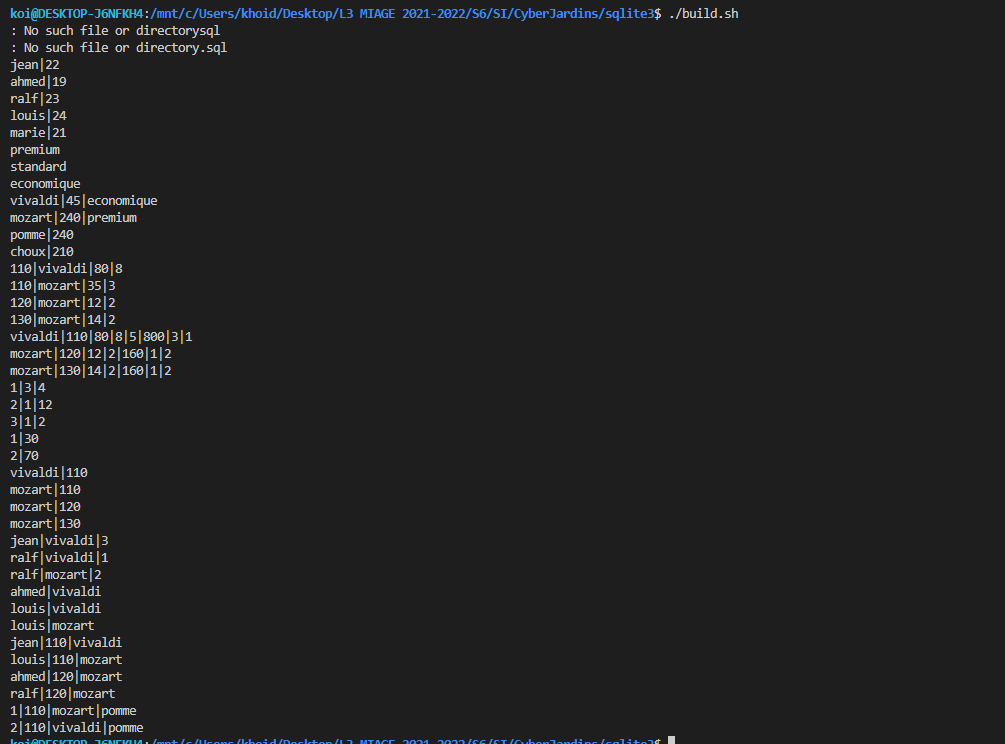 koi@DESKTOP-J6NFKH4:/mnt/c/Users/khoid/Desktop/L3 MIAGE 2021-2022/S6/SI/CyberJardins/sqlite3$ ./build.sh
: No such file or directorysql
: No such file or directory.sql
jean|22
ahmed|19
ralf|23
louis|24
marie|21
premium
standard
economique
vivaldi|45|economique
mozart|240|premium
pomme|240
choux|210
110|vivaldi|80|8
110|mozart|35|3
120|mozart|12|2
130|mozart|14|2
vivaldi|110|80|8|5|800|3|1
mozart|120|12|2|160|1|2
mozart|130|14|2|160|1|2
1|3|4
2|1|12
3|1|2
1|30
2|70
vivaldi|110
mozart|110
mozart|120
mozart|130
jean|vivaldi|3
ralf|vivaldi|1
ralf|mozart|2
ahmed|vivaldi
louis|vivaldi
louis|mozart
jean|110|vivaldi
louis|110|mozart
ahmed|120|mozart
ralf|120|mozart
1|110|mozart|pomme
2|110|vivaldi|pomme
koi@DESKTOP-J6NFKH4:/mnt/c/Users/khoid/Desktop/L3 MIAGE 2021-2022/S6/SI/CyberJardins/sqlite3$